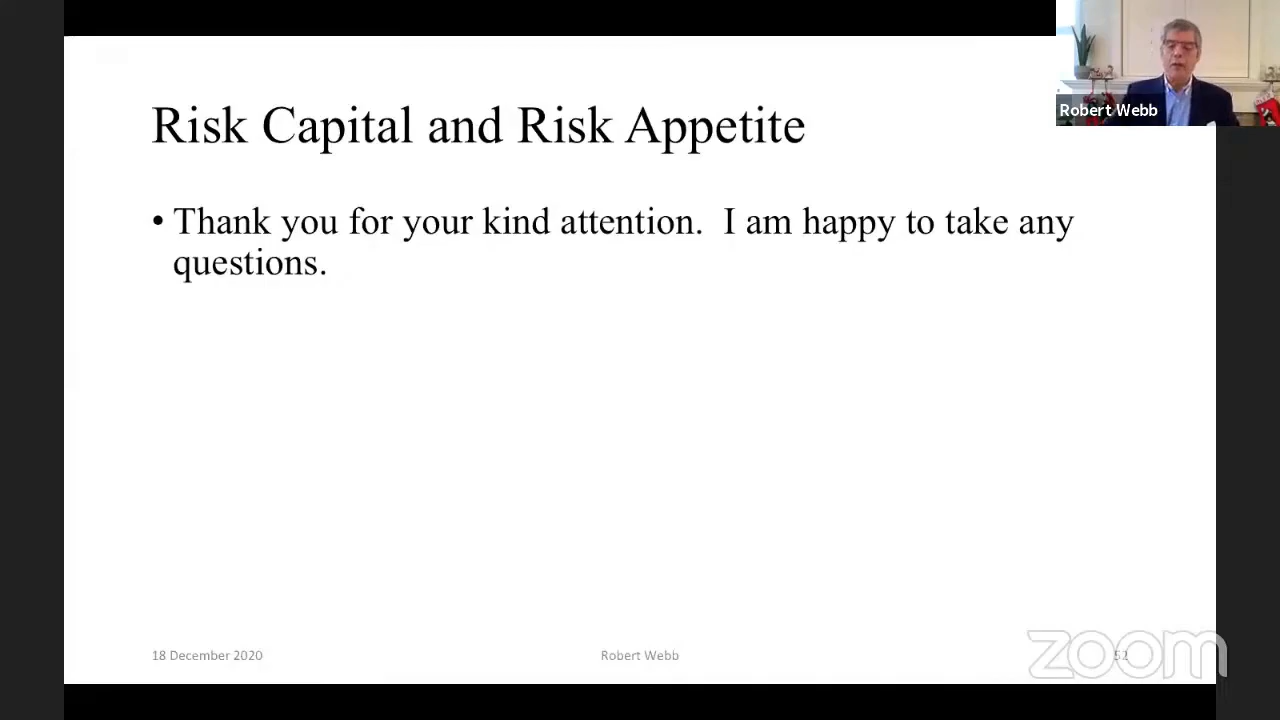 Robert Webb
Risk Capital and Risk Appetite
• Thank you for your kind attention.  I am happy to take any
questions.
18 December 2020
Robert Webb
52
zoom